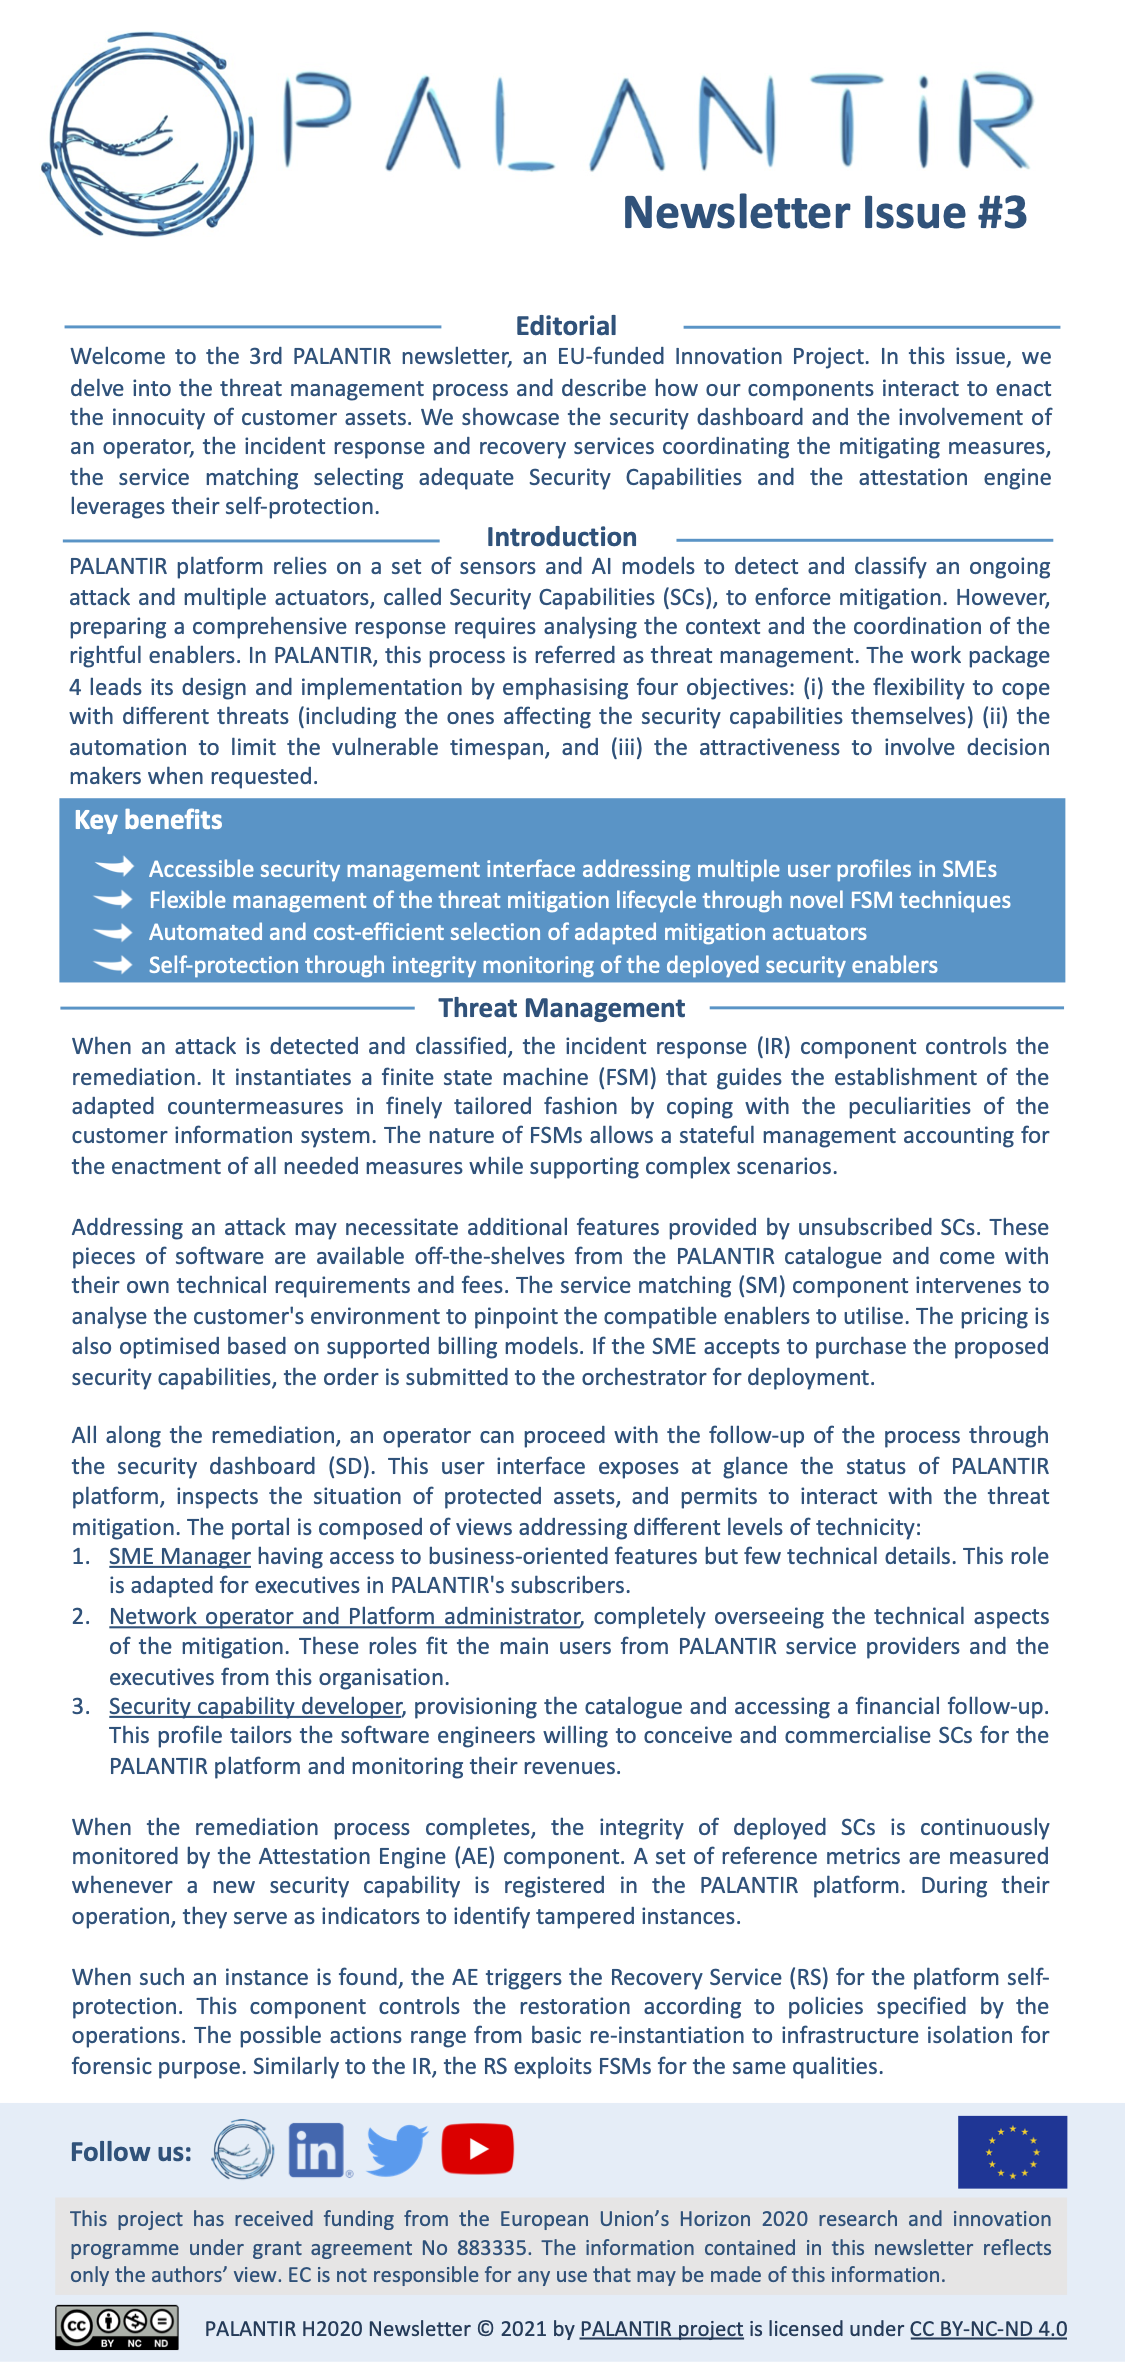 PALANTiR
Newsletter Issue #3
Editorial
Welcome to the 3rd PALANTIR newsletter, an EU-funded Innovation Project. In this issue, we
delve into the threat management process and describe how our components interact to enact
the innocuity of customer assets. We showcase the security dashboard and the involvement of
an operator, the incident response and recovery services coordinating the mitigating measures,
the service matching selecting adequate Security Capabilities and the attestation engine
leverages their self-protection.
Introduction
PALANTIR platform relies on a set of sensors and AI models to detect and classify an ongoing
attack and multiple actuators, called Security Capabilities (SCs), to enforce mitigation. However,
preparing a comprehensive response requires analysing the context and the coordination of the
rightful enablers. In PALANTIR, this process is referred as threat management. The work package
4 leads its design and implementation by emphasising four objectives: (i) the flexibility to cope
with different threats (including the ones affecting the security capabilities themselves) (ii) the
automation to limit the vulnerable timespan, and (iii) the attractiveness to involve decision
makers when requested.
Key benefits
Accessible security management interface addressing multiple user profiles in SMEs
Flexible management of the threat mitigation lifecycle through novel FSM techniques
Automated and cost-efficient selection of adapted mitigation actuators
Self-protection through integrity monitoring of the deployed security enablers
Threat Management
When an attack is detected and classified, the incident response (IR) component controls the
remediation. It instantiates a finite state machine (FSM) that guides the establishment of the
adapted countermeasures in finely tailored fashion by coping with the peculiarities of the
customer information system. The nature of FSMs allows a stateful management accounting for
the enactment of all needed measures while supporting complex scenarios.
Addressing an attack may necessitate additional features provided by unsubscribed SCs. These
pieces of software are available off-the-shelves from the PALANTIR catalogue and come with
their own technical requirements and fees. The service matching (SM) component intervenes to
analyse the customer's environment to pinpoint the compatible enablers to utilise. The pricing is
also optimised based on supported billing models. If the SME accepts to purchase the proposed
security capabilities, the order is submitted to the orchestrator for deployment.
All along the remediation, an operator can proceed with the follow-up of the process through
the security dashboard (SD). This user interface exposes at glance the status of PALANTIR
platform, inspects the situation of protected assets, and permits to interact with the threat
mitigation. The portal is composed of views addressing different levels of technicity:
1. SME Manager having access to business-oriented features but few technical details. This role
is adapted for executives in PALANTIR's subscribers.
2. Network operator and Platform administrator, completely overseeing the technical aspects
of the mitigation. These roles fit the main users from PALANTIR service providers and the
executives from this organisation.
3. Security capability developer, provisioning the catalogue and accessing a financial follow-up.
This profile tailors the software engineers willing to conceive and commercialise SCs for the
PALANTIR platform and monitoring their revenues.
When the remediation process completes, the integrity of deployed SCs is continuously
monitored by the Attestation Engine (AE) component. A set of reference metrics are measured
whenever a new security capability is registered in the PALANTIR platform. During their
operation, they serve as indicators to identify tampered instances.
When such an instance is found, the AE triggers the Recovery Service (RS) for the platform self-
protection. This component controls the restoration according to policies specified by the
operations. The possible actions range from basic re-instantiation to infrastructure isolation for
forensic purpose. Similarly to the IR, the RS exploits FSMs for the same qualities.
Follow us: in ®
This project has received funding from the European Union’s Horizon 2020 research and innovation
programme under grant agreement No 883335. The information contained in this newsletter reflects
only the authors’ view. EC is not responsible for any use that may be made of this information.
cc BY NC ND
PALANTIR H2020 Newsletter © 2021 by PALANTIR project is licensed under CC BY-NC-ND 4.0